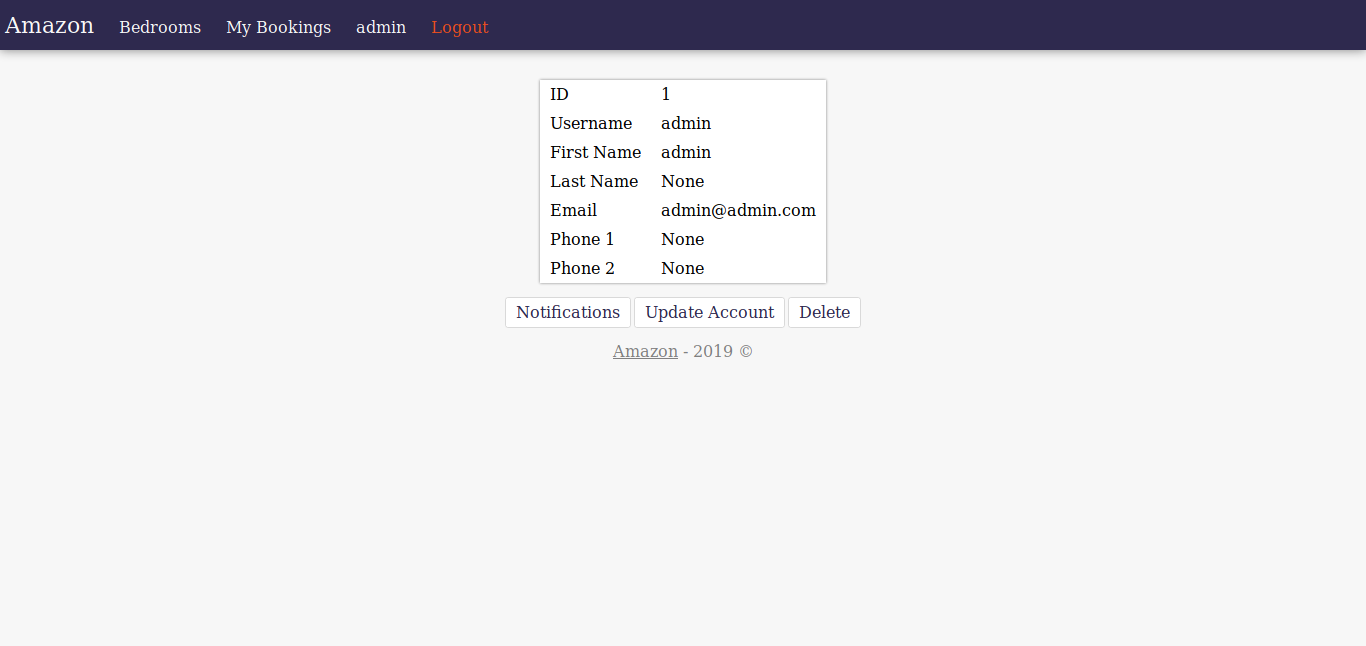 Amazon Bedrooms My Bookings admin Logout
ID 1
Username admin
First Name admin
Last Name None
Email admin@admin.com
Phone 1 None
Phone 2 None
Notifications Update Account Delete
Amazon - 2019 ©